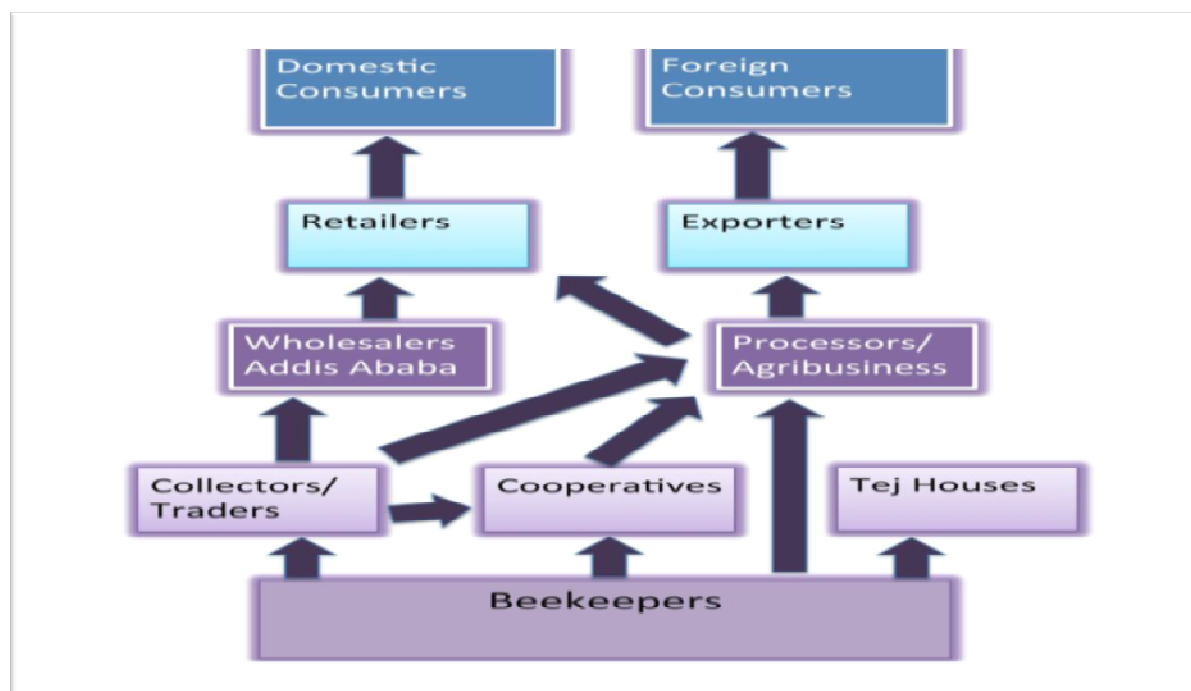 Domestic
Consumers
Foreign
Consumers
Retailers
Exporters
Wholesalers
Addis Ababa
Processors/
Agribusiness
Collectors/
Traders
Cooperatives
Tej Houses
Beekeepers